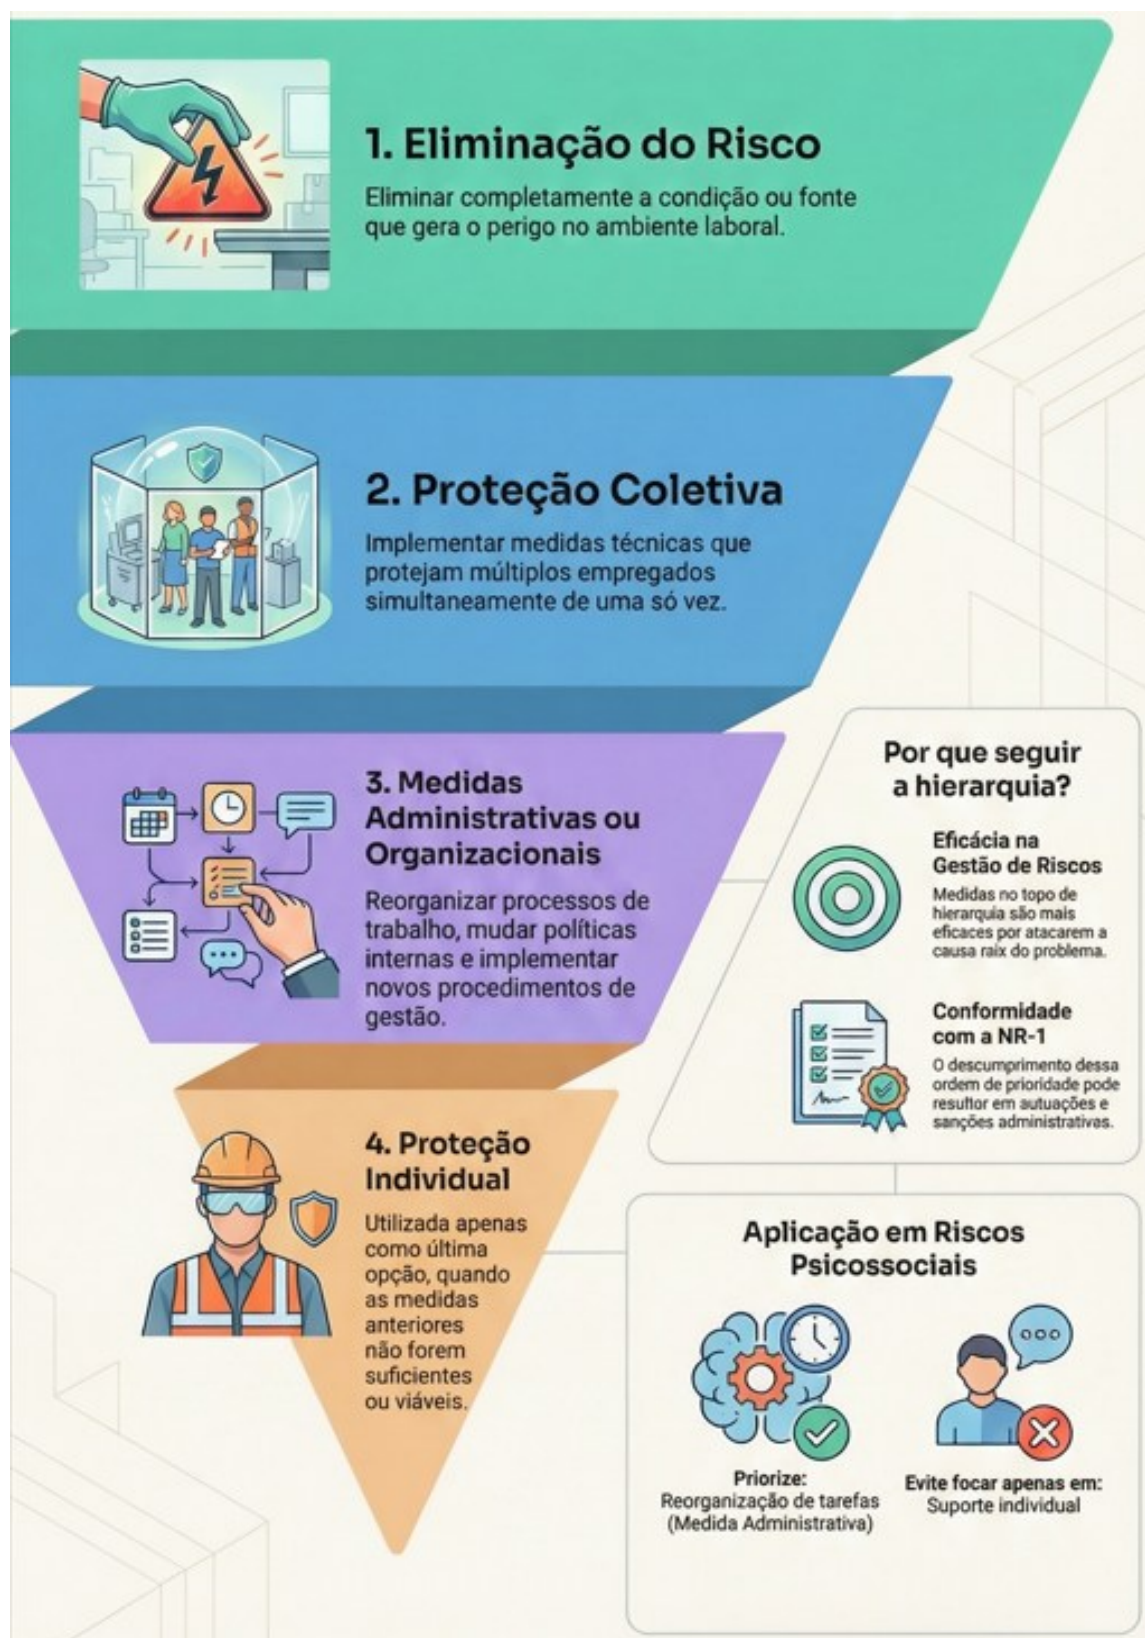 1. Eliminação do Risco
Eliminar completamente a condição ou fonte
que gera o perigo no ambiente laboral.
2. Proteção Coletiva
Implementar medidas técnicas que
protejam múltiplos empregados
simultaneamente de uma só vez.
3. Medidas
Administrativas ou
Organizacionais
Reorganizar processos de
trabalho, mudar políticas
internas e implementar
novos procedimentos de
gestão.
4. Proteção
Individual
Utilizada apenas
como última
opção, quando
as medidas
anteriores
não forem
suficientes
ou viáveis.
Por que seguir
a hierarquia?
Eficácia na
Gestão de Riscos
Medidas no topo de
hierarquia são mais
eficaces por atacarem a
causa raix do problema.
Conformidade
com a NR-1
O descumprimento dessa
ordem de prioridade pode
resultor em autuações e
sanções administrativas.
Aplicação em Riscos
Psicossociais
Priorize:
Reorganização de tarefas
(Medida Administrativa)
Evite focar apenas em:
Suporte individual